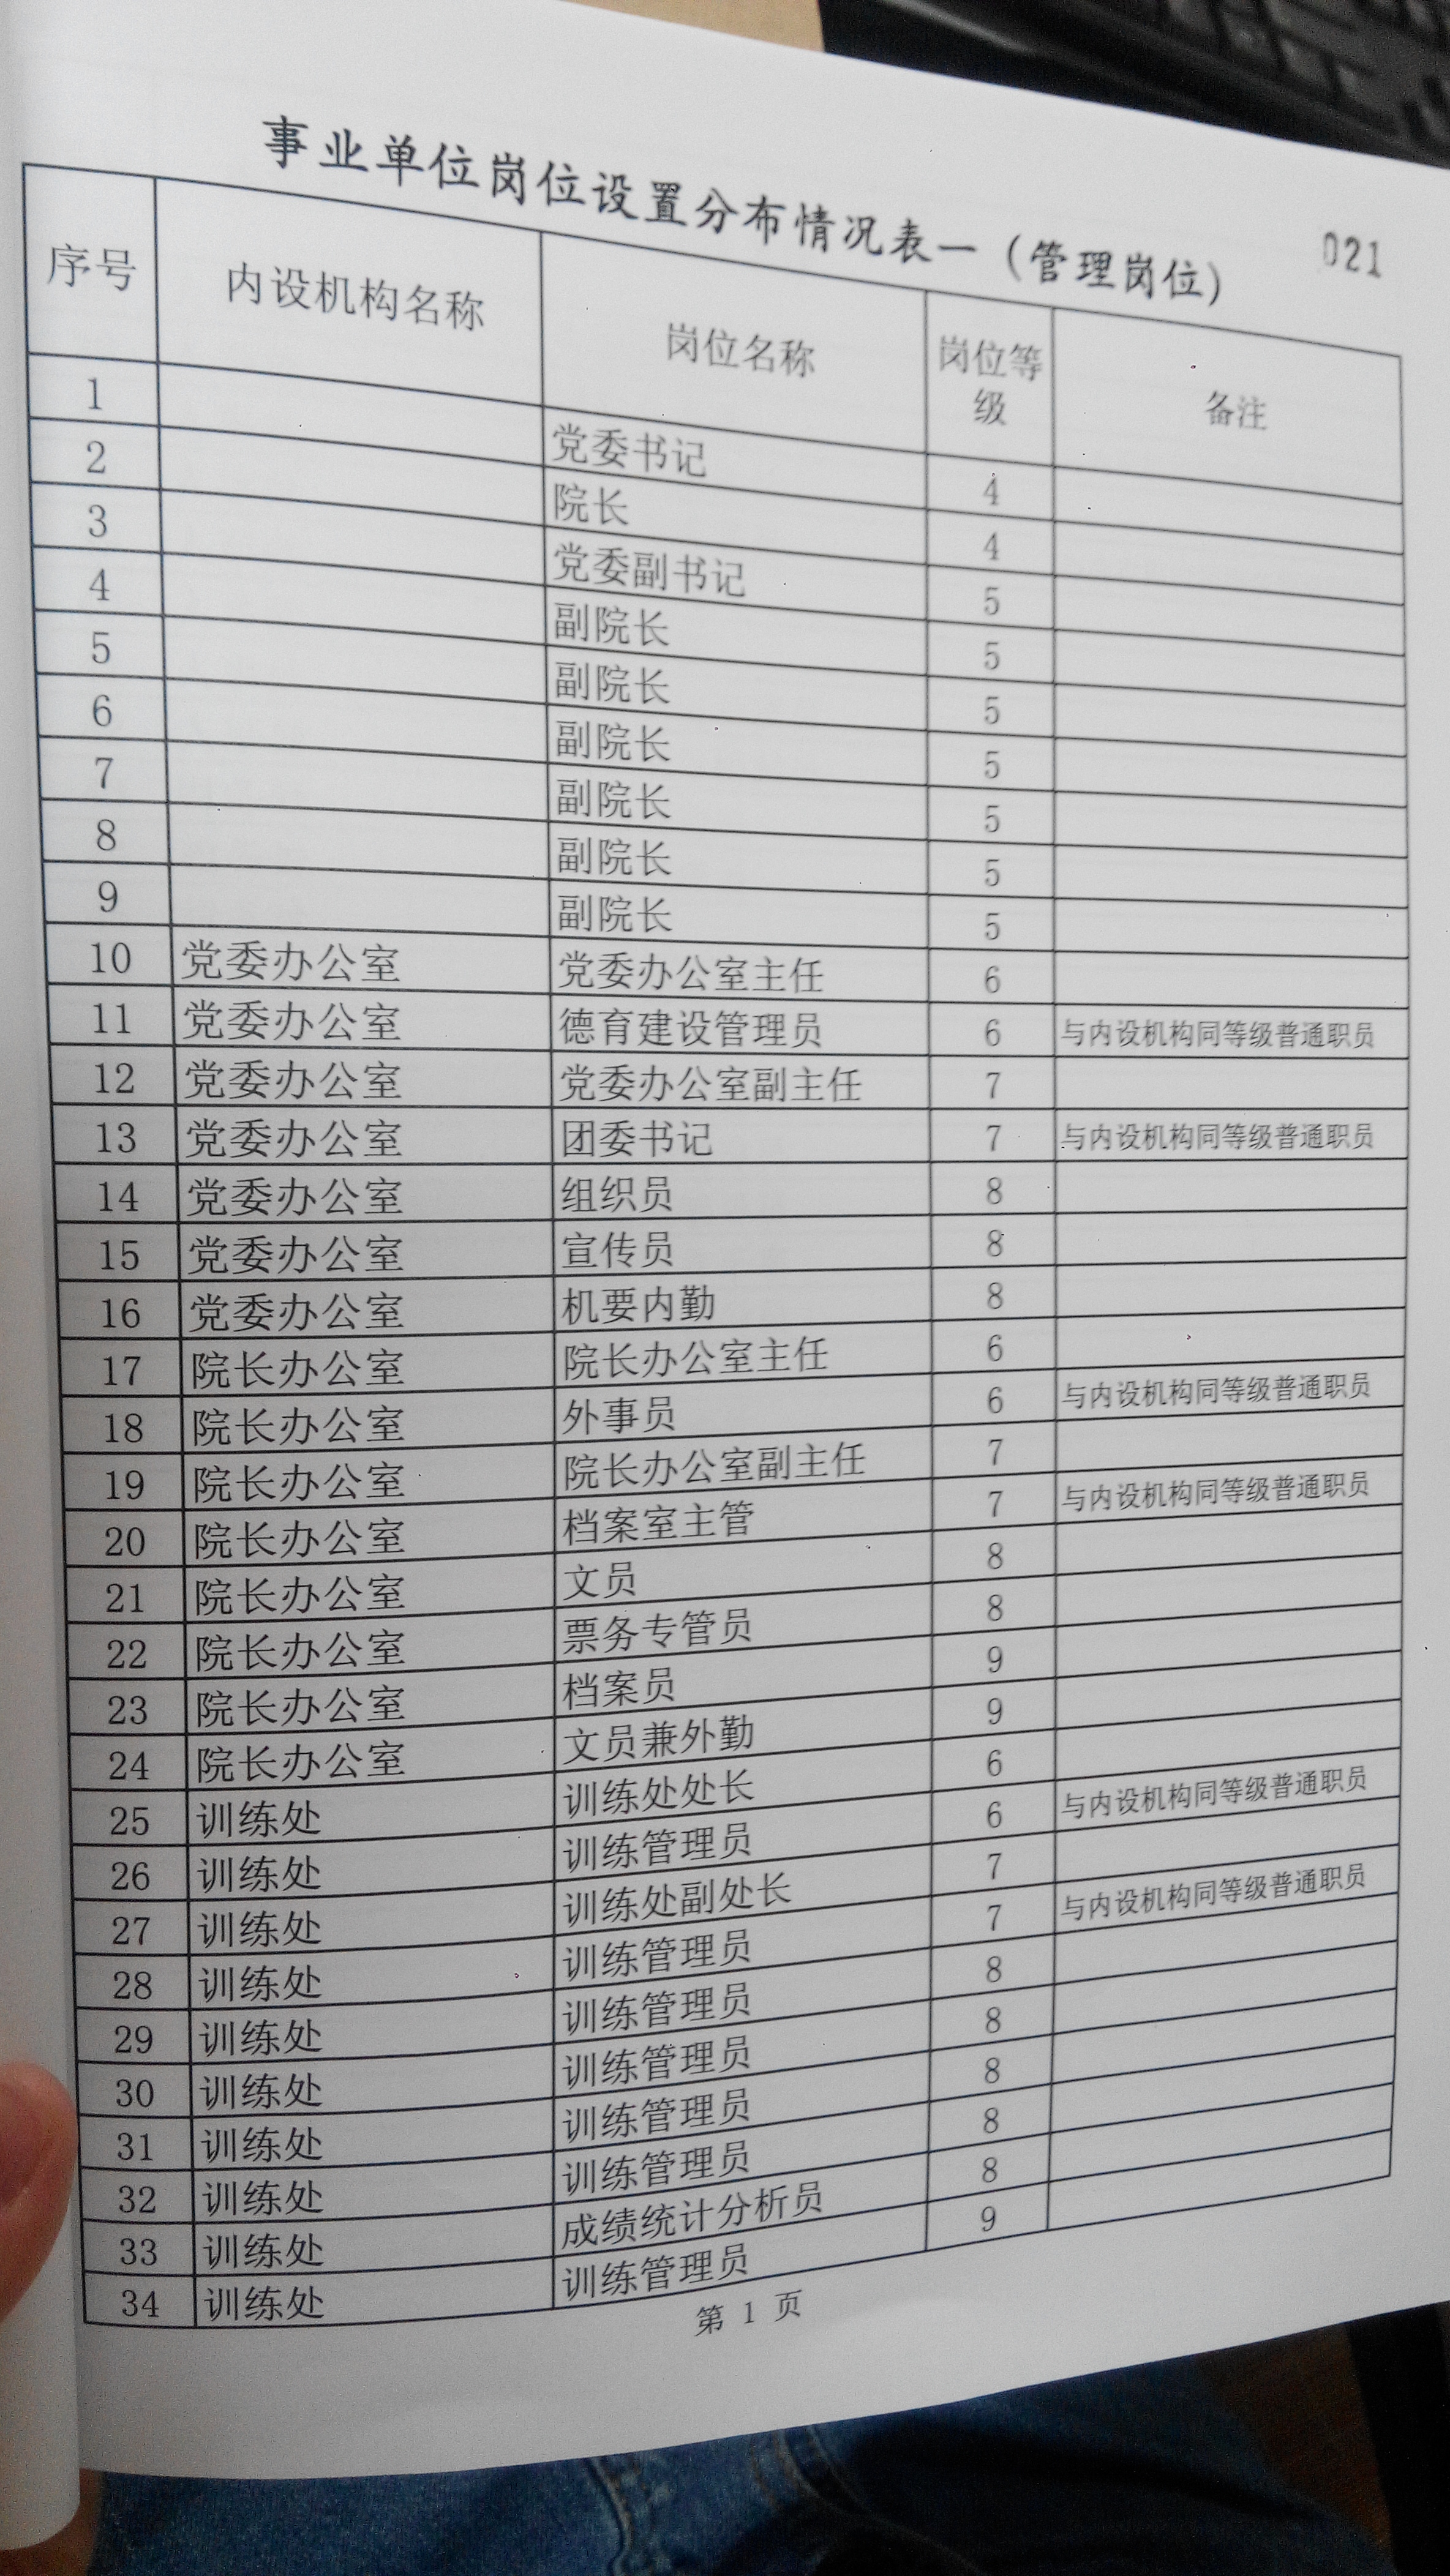 事业单位岗位设置分布情况表一（管理岗位）
021
序号 内设机构名称 岗位名称 岗位等级 备注
1 党委书记 4
2 院长 4
3 党委副书记 5
4 副院长 5
5 副院长 5
6 副院长 5
7 副院长 5
8 副院长 5
9 副院长 5
10 党委办公室 党委办公室主任 6
11 党委办公室 德育建设管理员 6 与内设机构同等级普通职员
12 党委办公室 党委办公室副主任 7
13 党委办公室 团委书记 7 与内设机构同等级普通职员
14 党委办公室 组织员 8
15 党委办公室 宣传员 8
16 党委办公室 机要内勤 8
17 院长办公室 院长办公室主任 6
18 院长办公室 外事员 6 与内设机构同等级普通职员
19 院长办公室 院长办公室副主任 7
20 院长办公室 档案室主管 7 与内设机构同等级普通职员
21 院长办公室 文员 8
22 院长办公室 票务专管员 8
23 院长办公室 档案员 9
24 院长办公室 文员兼外勤 9
25 训练处 训练处处长 6
26 训练处 训练管理员 6 与内设机构同等级普通职员
27 训练处 训练处副处长 7
28 训练处 训练管理员 7 与内设机构同等级普通职员
29 训练处 训练管理员 8
30 训练处 训练管理员 8
31 训练处 训练管理员 8
32 训练处 训练管理员 8
33 训练处 成绩统计分析员 8
34 训练处 训练管理员 9
第 1 页